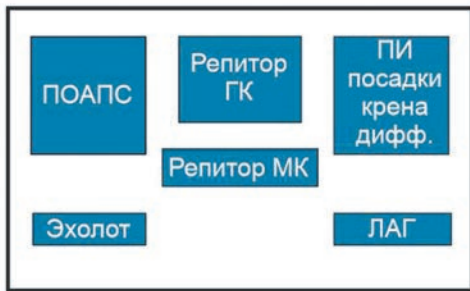 ПОАПС
Репитор
ГК
ПИ
посадки
крена
дифф.
Репитор МК
Эхолот
ЛАГ